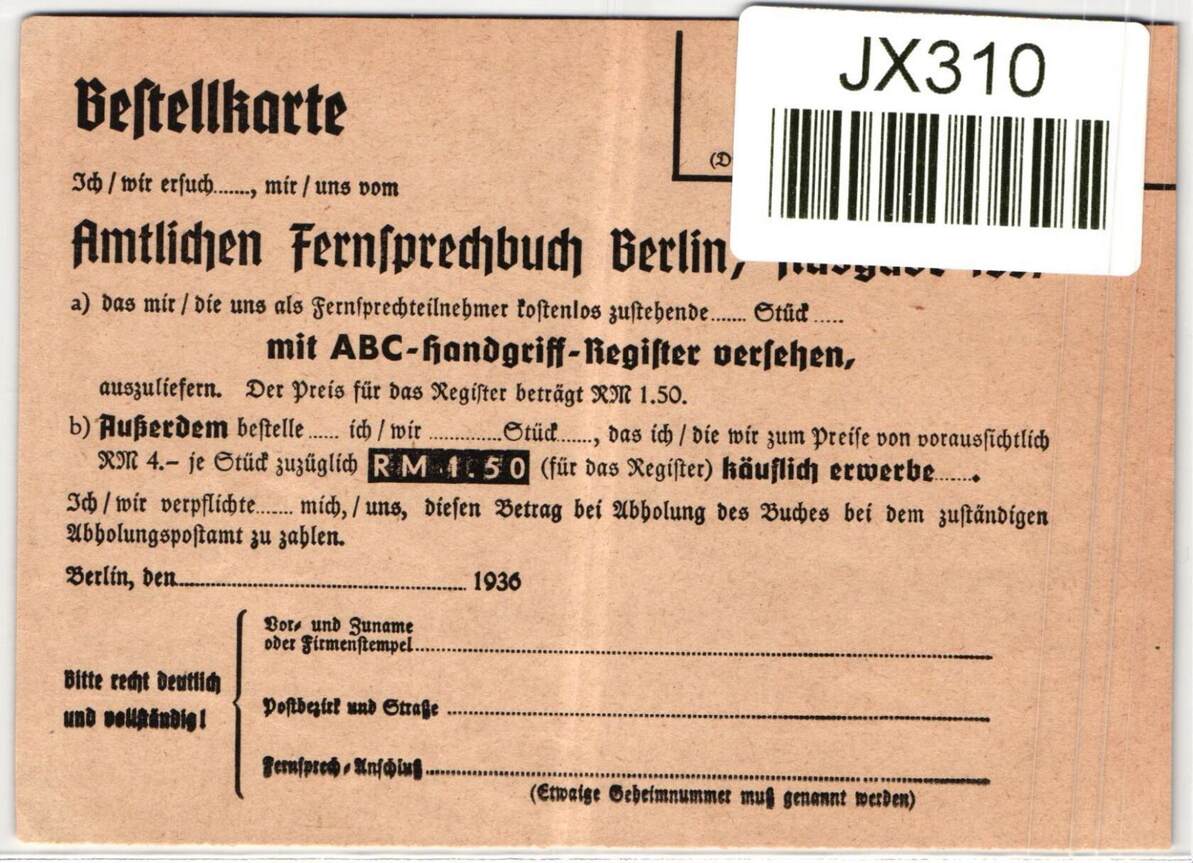 JX310
Bestellkarte
(D
Ich / wir ersuch......., mir / uns vom
Amtlichen Fernsprechbuch Berlin,
a) das mir / die uns als Fernsprechteilnehmer kostenlos zustehende....... Stück .....
mit ABC-Handgriff-Register versehen,
auszuliefern. Der Preis für das Register beträgt RM 1.50.
b) Außerdem bestelle ...... ich / wir .............Stück......., das ich / die wir zum Preise von voraussichtlich
RM 4.- je Stück zuzüglich RM 1.50 (für das Register) käuflich erwerbe.......
Ich / wir verpflichte....... mich, / uns, diesen Betrag bei Abholung des Buches bei dem zuständigen
Abholungspostamt zu zahlen.
Berlin, den...................................................... 1936
Vor- und Zuname
oder Firmenstempel
Bitte recht deutlich
und vollständig!
Postbezirk und Straße
Fernsprech-Anschluß
(Etwaige Geheimnummer muß genannt werden)